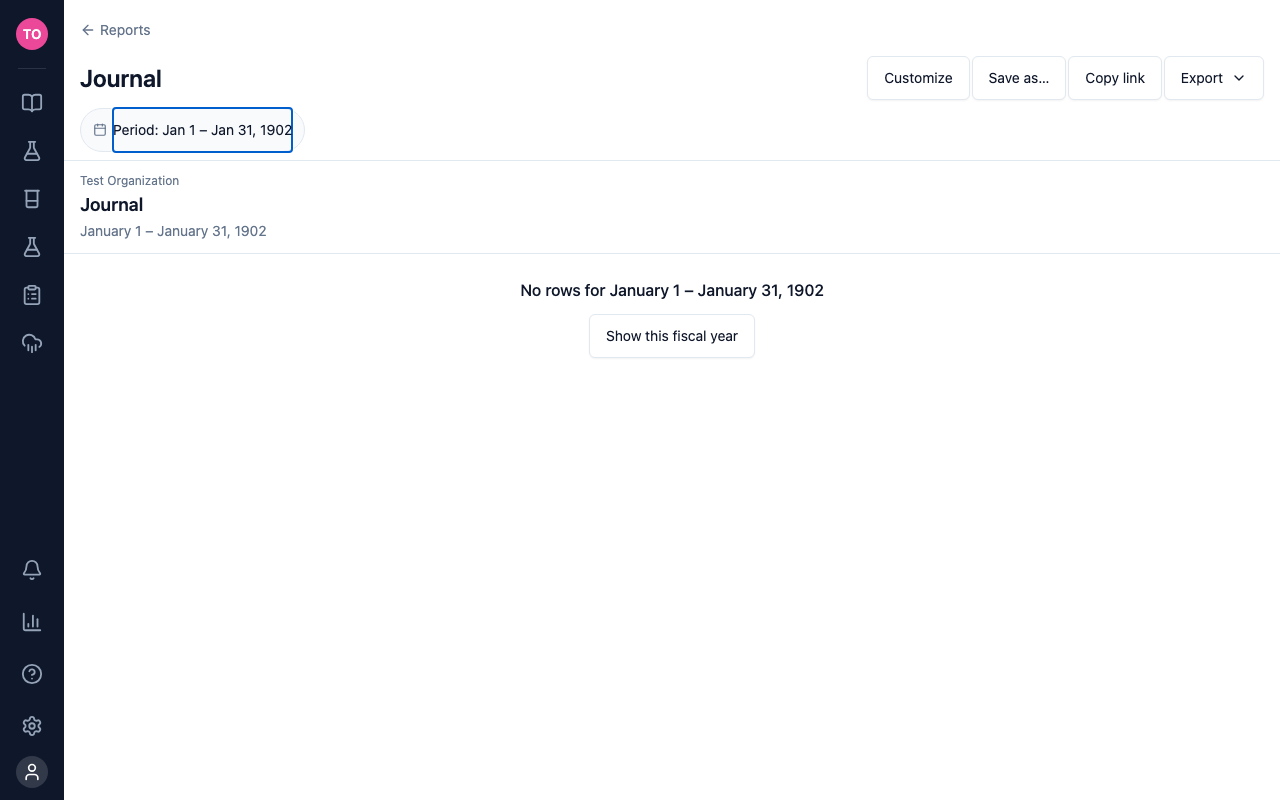 TO
Reports
Journal
Customize
Save as...
Copy link
Export
Period: Jan 1 – Jan 31, 1902
Test Organization
Journal
January 1 – January 31, 1902
No rows for January 1 – January 31, 1902
Show this fiscal year